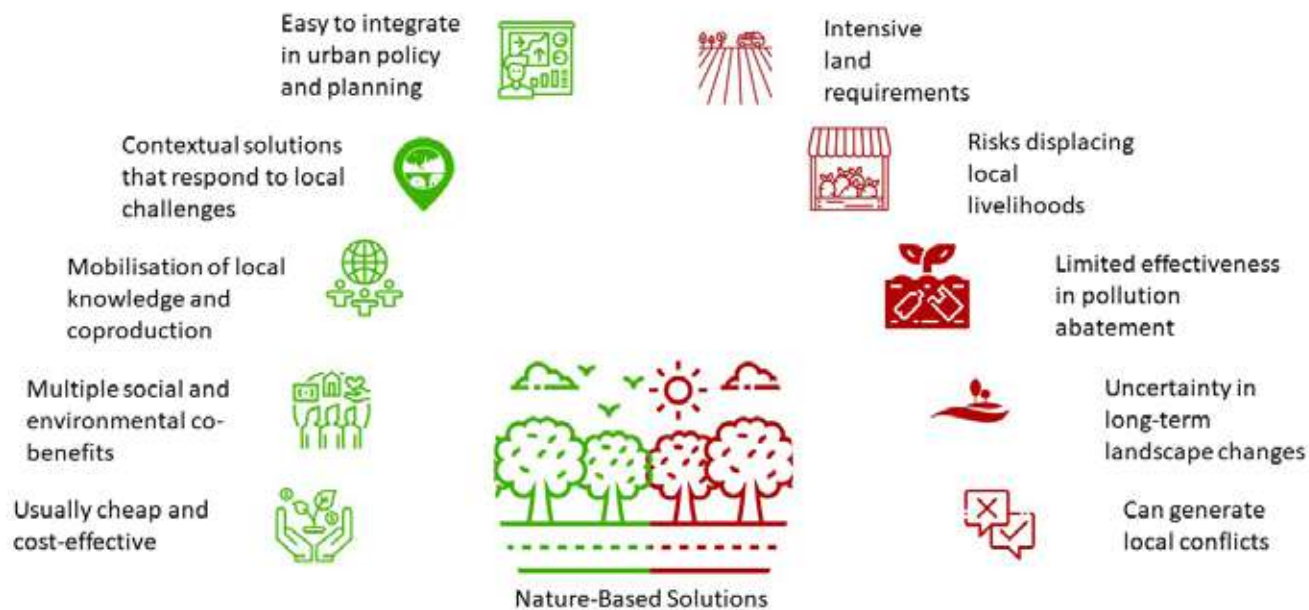 Easy to integrate
in urban policy
and planning
Contextual solutions
that respond to local
challenges
Mobilisation of local
knowledge and
coproduction
Multiple social and
environmental co-
benefits
Usually cheap and
cost-effective
Intensive
land
requirements
Risks displacing
local
livelihoods
Limited effectiveness
in pollution
abatement
Uncertainty in
long-term
landscape changes
Can generate
local conflicts
Nature-Based Solutions